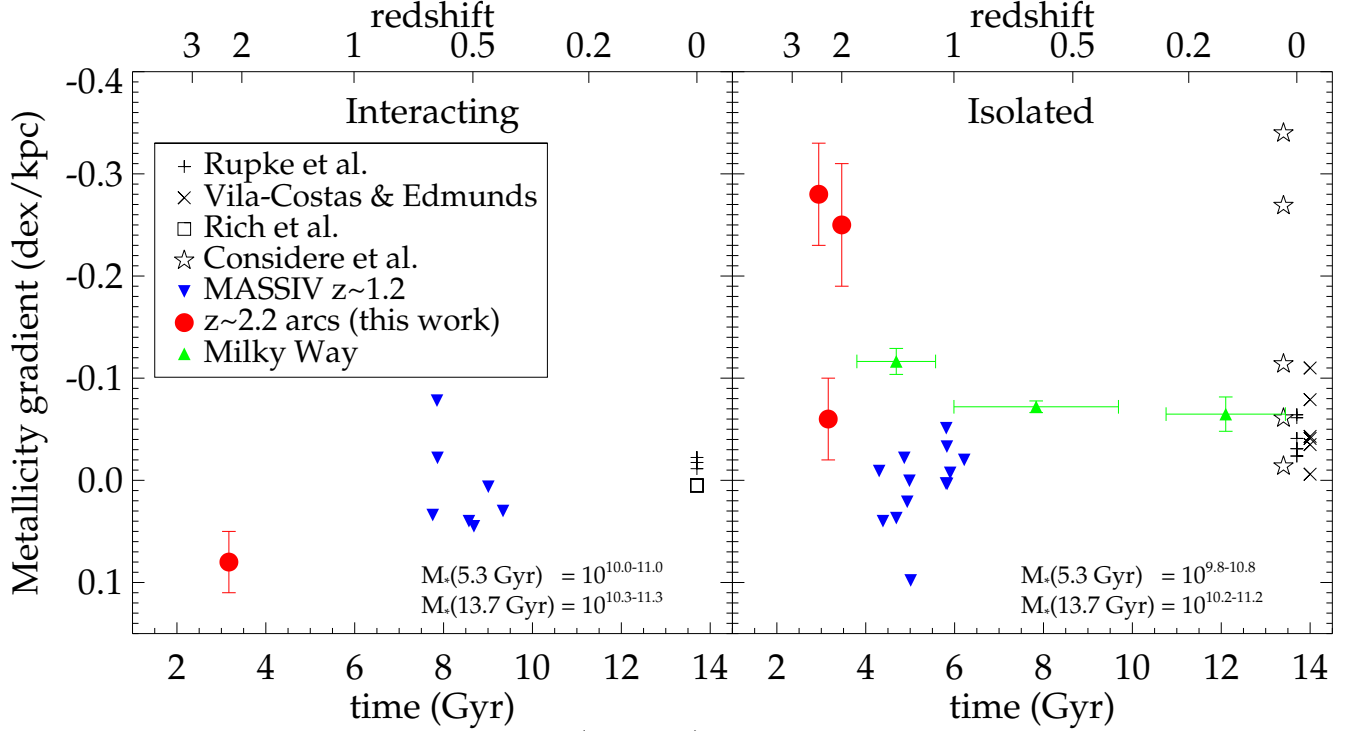 redshift
redshift
3 2 1 0.5 0.2 0
3 2 1 0.5 0.2 0
Metallicity gradient (dex/kpc)
-0.4
-0.3
-0.2
-0.1
0.0
0.1
Interacting
Isolated
Rupke et al.
Vila-Costas & Edmunds
Rich et al.
Considere et al.
MASSIV z~1.2
z~2.2 arcs (this work)
Milky Way
M*(5.3 Gyr) = 10^10.0-11.0
M*(13.7 Gyr) = 10^10.3-11.3
M*(5.3 Gyr) = 10^9.8-10.8
M*(13.7 Gyr) = 10^10.2-11.2
2 4 6 8 10 12 14
2 4 6 8 10 12 14
time (Gyr)
time (Gyr)